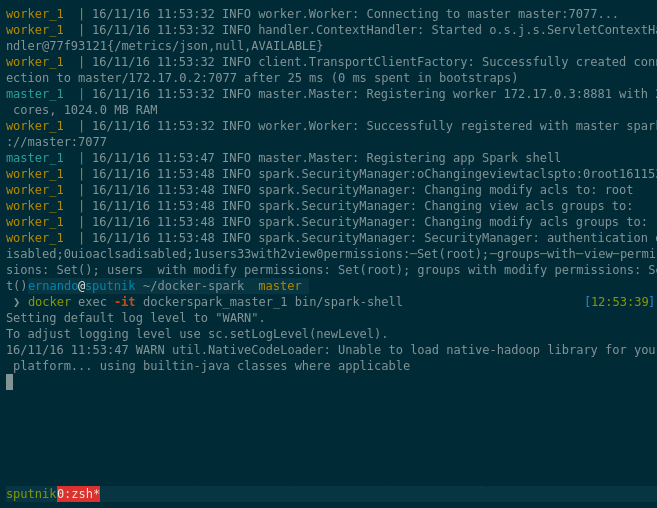 worker_1  | 16/11/16 11:53:32 INFO worker.Worker: Connecting to master master:7077...
worker_1  | 16/11/16 11:53:32 INFO handler.ContextHandler: Started o.s.j.s.ServletContextHa
ndler@77f93121{/metrics/json,null,AVAILABLE}
worker_1  | 16/11/16 11:53:32 INFO client.TransportClientFactory: Successfully created conn
ection to master/172.17.0.2:7077 after 25 ms (0 ms spent in bootstraps)
master_1  | 16/11/16 11:53:32 INFO master.Master: Registering worker 172.17.0.3:8881 with
 cores, 1024.0 MB RAM
worker_1  | 16/11/16 11:53:32 INFO worker.Worker: Successfully registered with master spark
://master:7077
master_1  | 16/11/16 11:53:47 INFO master.Master: Registering app Spark shell
worker_1  | 16/11/16 11:53:48 INFO spark.SecurityManager:oChangingeviewtaclspto:0root16115
worker_1  | 16/11/16 11:53:48 INFO spark.SecurityManager: Changing modify acls to: root
worker_1  | 16/11/16 11:53:48 INFO spark.SecurityManager: Changing view acls groups to:
worker_1  | 16/11/16 11:53:48 INFO spark.SecurityManager: Changing modify acls groups to:
worker_1  | 16/11/16 11:53:48 INFO spark.SecurityManager: SecurityManager: authentication d
isabled;0uioaclsadisabled;1users33with2view0permissions:─Set(root);─groups─with─view─permis
sions: Set(); users  with modify permissions: Set(root); groups with modify permissions: Se
t()ernando@sputnik ~/docker-spark  master
❯ docker exec -it dockerspark_master_1 bin/spark-shell [12:53:39]
Setting default log level to "WARN".
To adjust logging level use sc.setLogLevel(newLevel).
16/11/16 11:53:47 WARN util.NativeCodeLoader: Unable to load native-hadoop library for your
 platform... using builtin-java classes where applicable
sputnik 0:zsh*